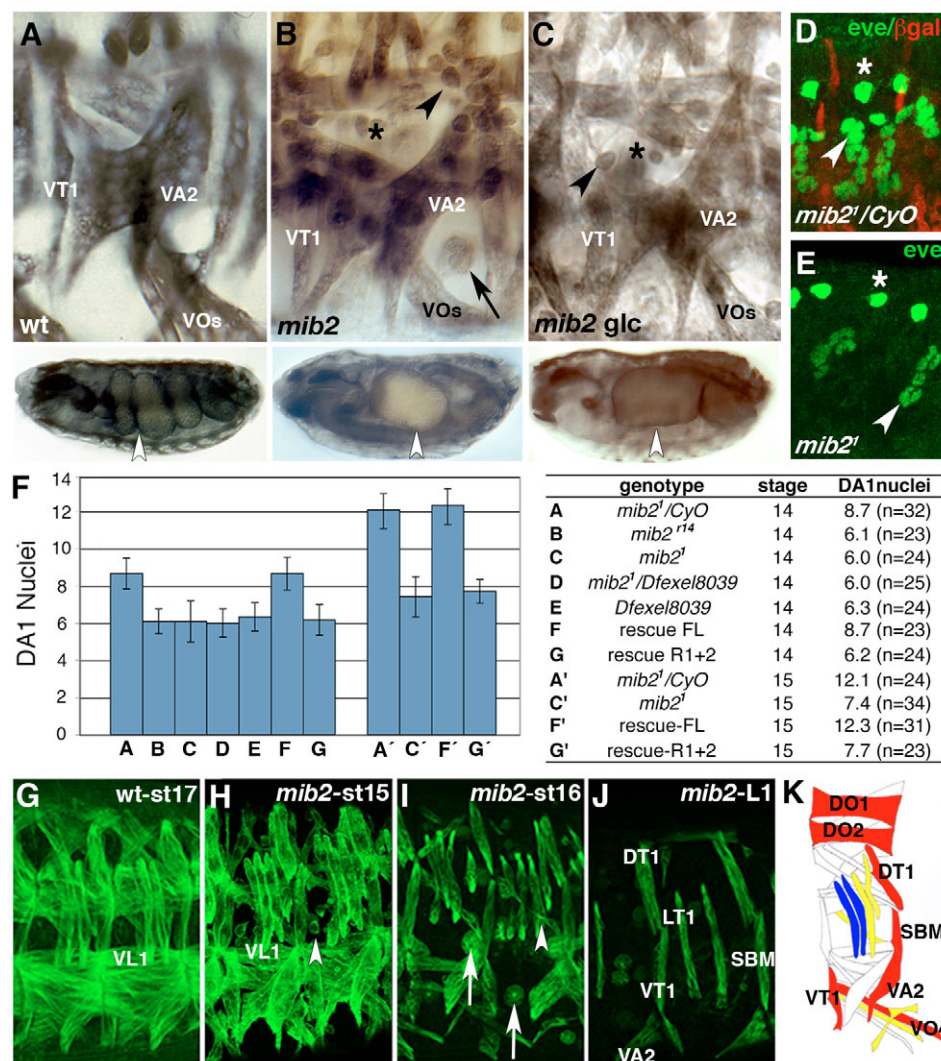 A
VT1
VA2
VOs
wt
B
*
VA2
VT1
VOs
mib2
C
*
VA2
VT1
VOs
mib2 glc
D
eve/βgal
*
mib2¹/CyO
E
eve
*
mib2¹
F
DA1 Nuclei
14
12
10
8
6
4
2
0
A B C D E F G A´ C´ F´ G´
genotype stage DA1nuclei
A mib2¹/CyO 14 8.7 (n=32)
B mib2 r14 14 6.1 (n=23)
C mib2¹ 14 6.0 (n=24)
D mib2¹/Dfexel8039 14 6.0 (n=25)
E Dfexel8039 14 6.3 (n=24)
F rescue FL 14 8.7 (n=23)
G rescue R1+2 14 6.2 (n=24)
A' mib2¹/CyO 15 12.1 (n=24)
C' mib2¹ 15 7.4 (n=34)
F' rescue-FL 15 12.3 (n=31)
G' rescue-R1+2 15 7.7 (n=23)
G wt-st17
VL1
H mib2-st15
VL1
I mib2-st16
J mib2-L1
DT1
LT1
SBM
VT1
VA2
K
DO1
DO2
DT1
SBM
VT1
VA2